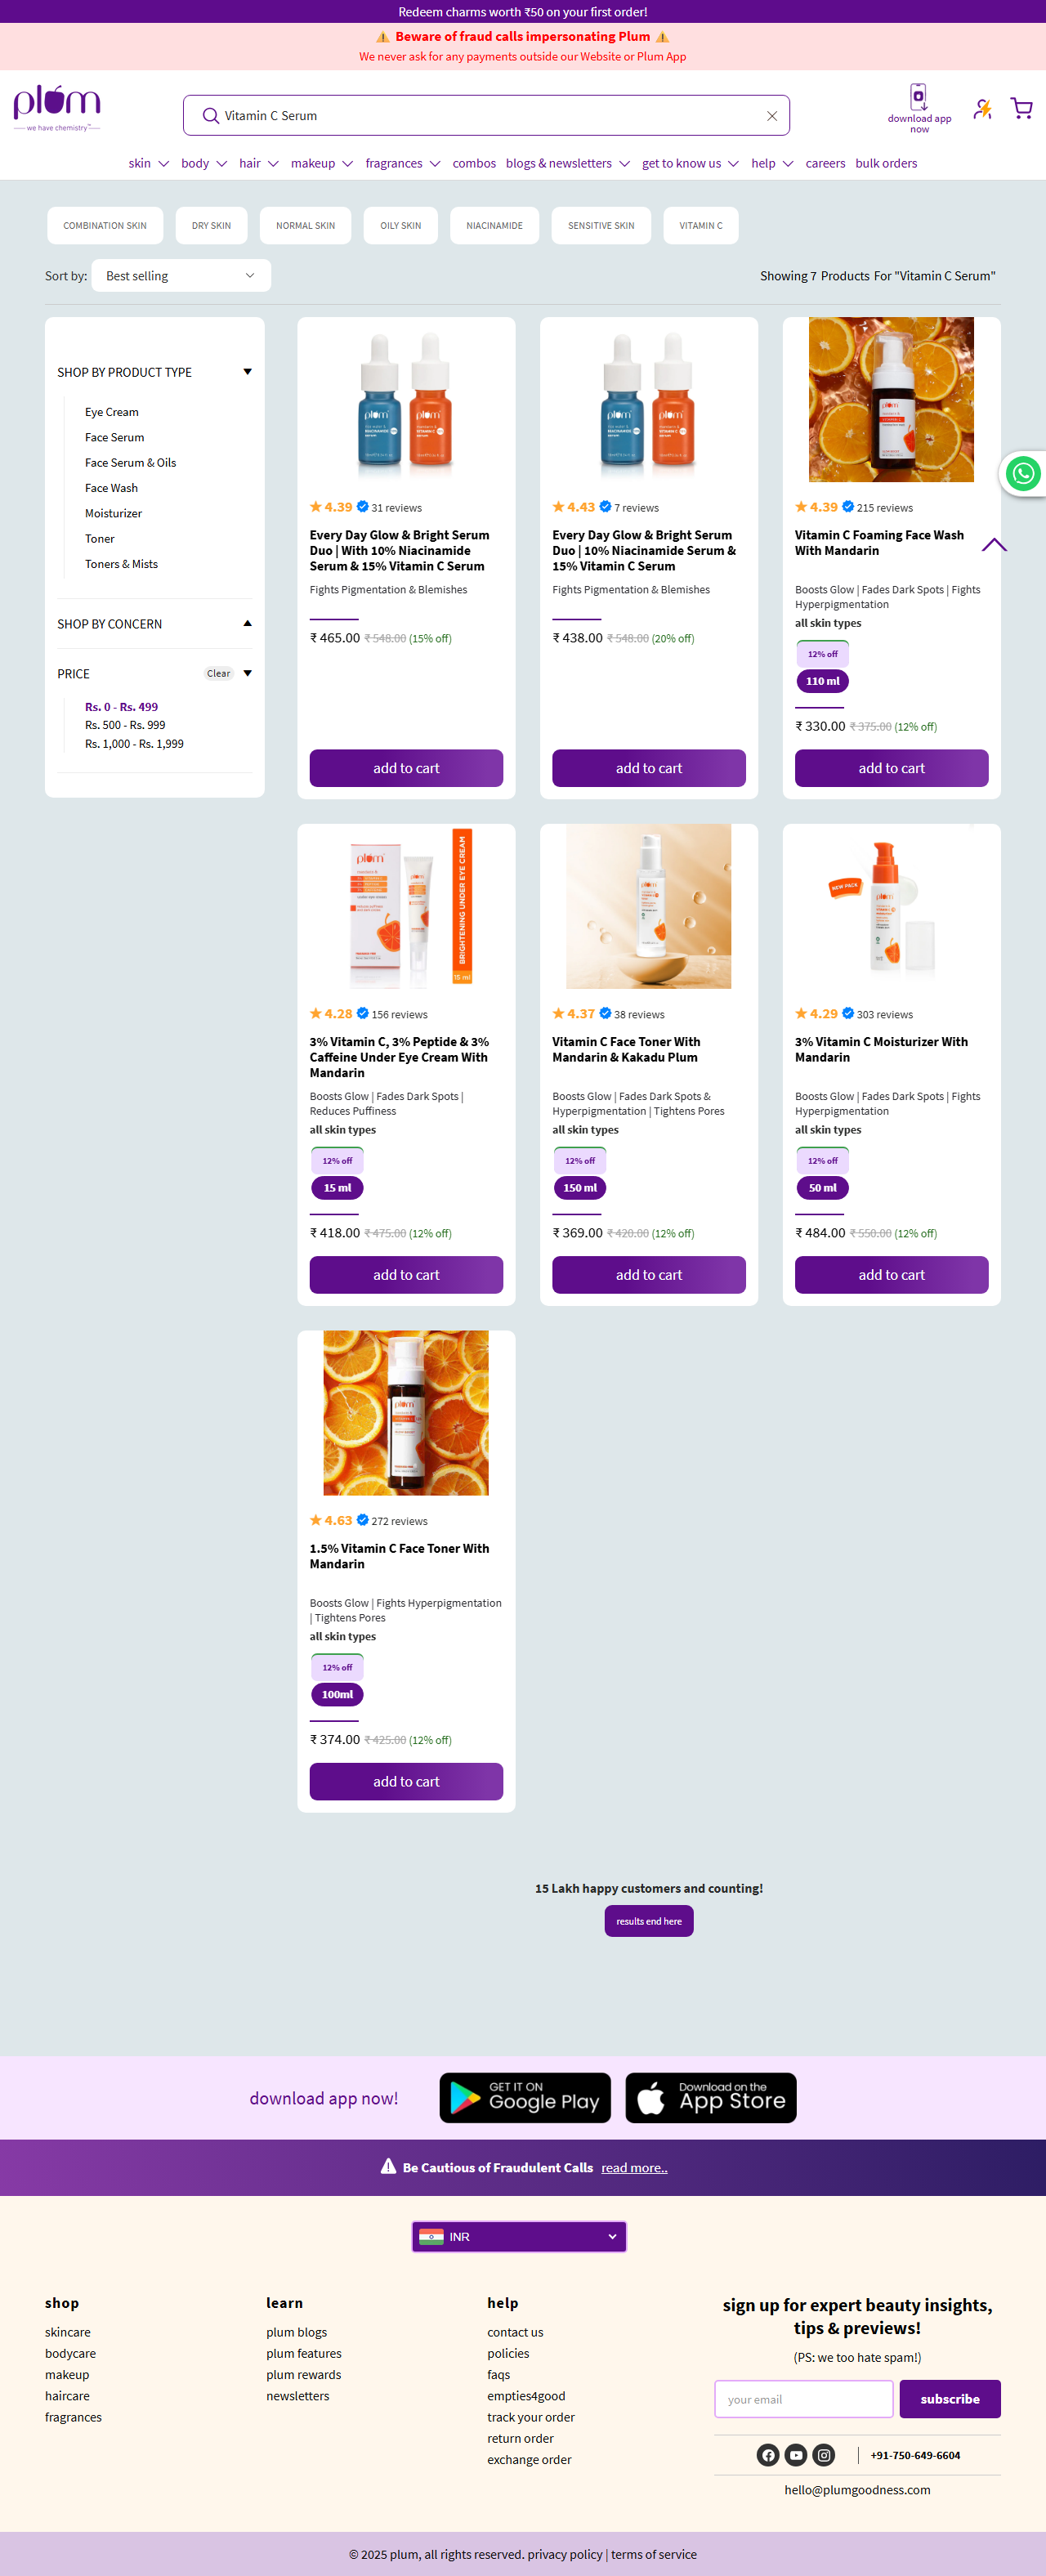 Redeem charms worth ₹50 on your first order!
Beware of fraud calls impersonating Plum
We never ask for any payments outside our Website or Plum App
plum
we have chemistry™
Vitamin C Serum
download app
now
skin
body
hair
makeup
fragrances
combos
blogs & newsletters
get to know us
help
careers
bulk orders
COMBINATION SKIN
DRY SKIN
NORMAL SKIN
OILY SKIN
NIACINAMIDE
SENSITIVE SKIN
VITAMIN C
Sort by: Best selling
Showing 7 Products For "Vitamin C Serum"
SHOP BY PRODUCT TYPE
Eye Cream
Face Serum
Face Serum & Oils
Face Wash
Moisturizer
Toner
Toners & Mists
SHOP BY CONCERN
PRICE
Clear
Rs. 0 - Rs. 499
Rs. 500 - Rs. 999
Rs. 1,000 - Rs. 1,999
plum
plum
4.39 31 reviews
Every Day Glow & Bright Serum
Duo | With 10% Niacinamide
Serum & 15% Vitamin C Serum
Fights Pigmentation & Blemishes
₹ 465.00 ₹ 548.00 (15% off)
add to cart
plum
plum
4.43 7 reviews
Every Day Glow & Bright Serum
Duo | 10% Niacinamide Serum &
15% Vitamin C Serum
Fights Pigmentation & Blemishes
₹ 438.00 ₹ 548.00 (20% off)
add to cart
plum
4.39 215 reviews
Vitamin C Foaming Face Wash
With Mandarin
Boosts Glow | Fades Dark Spots | Fights
Hyperpigmentation
all skin types
12% off
110 ml
₹ 330.00 ₹ 375.00 (12% off)
add to cart
plum
BRIGHTENING UNDER EYE CREAM
15 ml
4.28 156 reviews
3% Vitamin C, 3% Peptide & 3%
Caffeine Under Eye Cream With
Mandarin
Boosts Glow | Fades Dark Spots |
Reduces Puffiness
all skin types
12% off
15 ml
₹ 418.00 ₹ 475.00 (12% off)
add to cart
plum
4.37 38 reviews
Vitamin C Face Toner With
Mandarin & Kakadu Plum
Boosts Glow | Fades Dark Spots &
Hyperpigmentation | Tightens Pores
all skin types
12% off
150 ml
₹ 369.00 ₹ 420.00 (12% off)
add to cart
NEW PACK
plum
4.29 303 reviews
3% Vitamin C Moisturizer With
Mandarin
Boosts Glow | Fades Dark Spots | Fights
Hyperpigmentation
all skin types
12% off
50 ml
₹ 484.00 ₹ 550.00 (12% off)
add to cart
plum
4.63 272 reviews
1.5% Vitamin C Face Toner With
Mandarin
Boosts Glow | Fights Hyperpigmentation
| Tightens Pores
all skin types
12% off
100ml
₹ 374.00 ₹ 425.00 (12% off)
add to cart
15 Lakh happy customers and counting!
results end here
download app now!
GET IT ON
Google Play
Download on the
App Store
Be Cautious of Fraudulent Calls read more..
INR
shop
skincare
bodycare
makeup
haircare
fragrances
learn
plum blogs
plum features
plum rewards
newsletters
help
contact us
policies
faqs
empties4good
track your order
return order
exchange order
sign up for expert beauty insights,
tips & previews!
(PS: we too hate spam!)
your email
subscribe
+91-750-649-6604
hello@plumgoodness.com
© 2025 plum, all rights reserved. privacy policy | terms of service